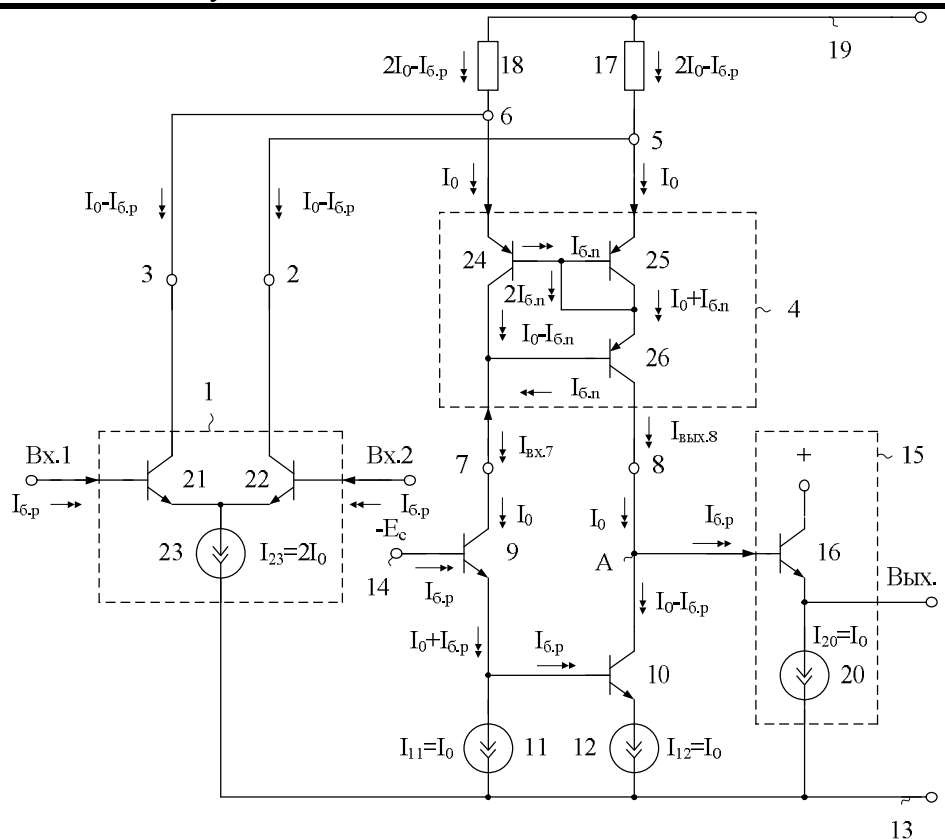 19
2I₀-Iб.р 18 17 2I₀-Iб.р
6
5
I₀-Iб.р I₀-Iб.р I₀ I₀
24 Iб.п 25
3 2 2Iб.п I₀+Iб.п 4
I₀-Iб.п
26
Iб.п
1
Iвх.7 Iвых.8 15
Вх.1 Вх.2 7 8 +
21 22
Iб.р Iб.р I₀ I₀ Iб.р
-Eс
23 I₂₃=2I₀ 9 А 16
14 Iб.р Вых.
I₀-Iб.р
I₀+Iб.р Iб.р I₂₀=I₀
10 20
I₁₁=I₀ 11 12 I₁₂=I₀
13